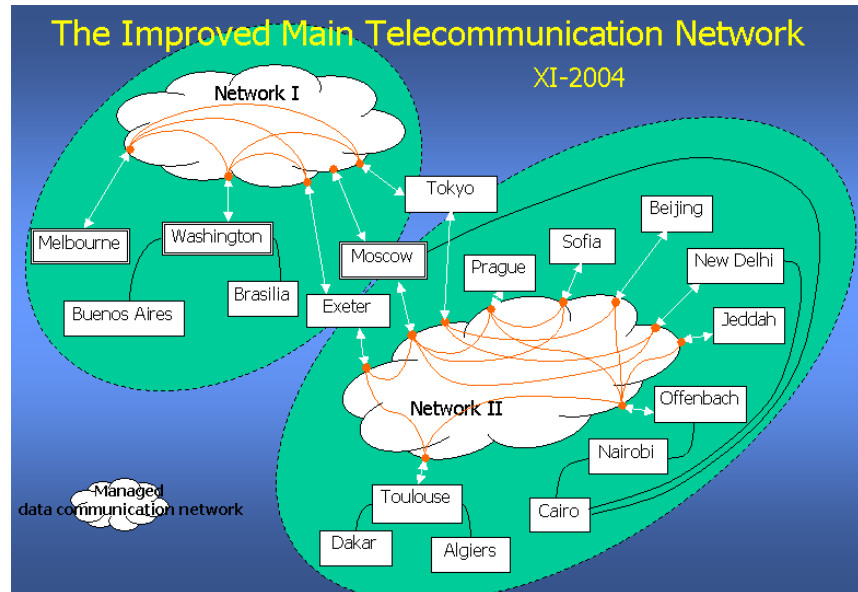 The Improved Main Telecommunication Network
XI-2004
Network I
Tokyo
Beijing
Melbourne
Washington
Moscow
Sofia
Prague
New Delhi
Buenos Aires
Brasilia
Exeter
Jeddah
Network II
Offenbach
Nairobi
Managed
data communication network
Toulouse
Cairo
Dakar
Algiers